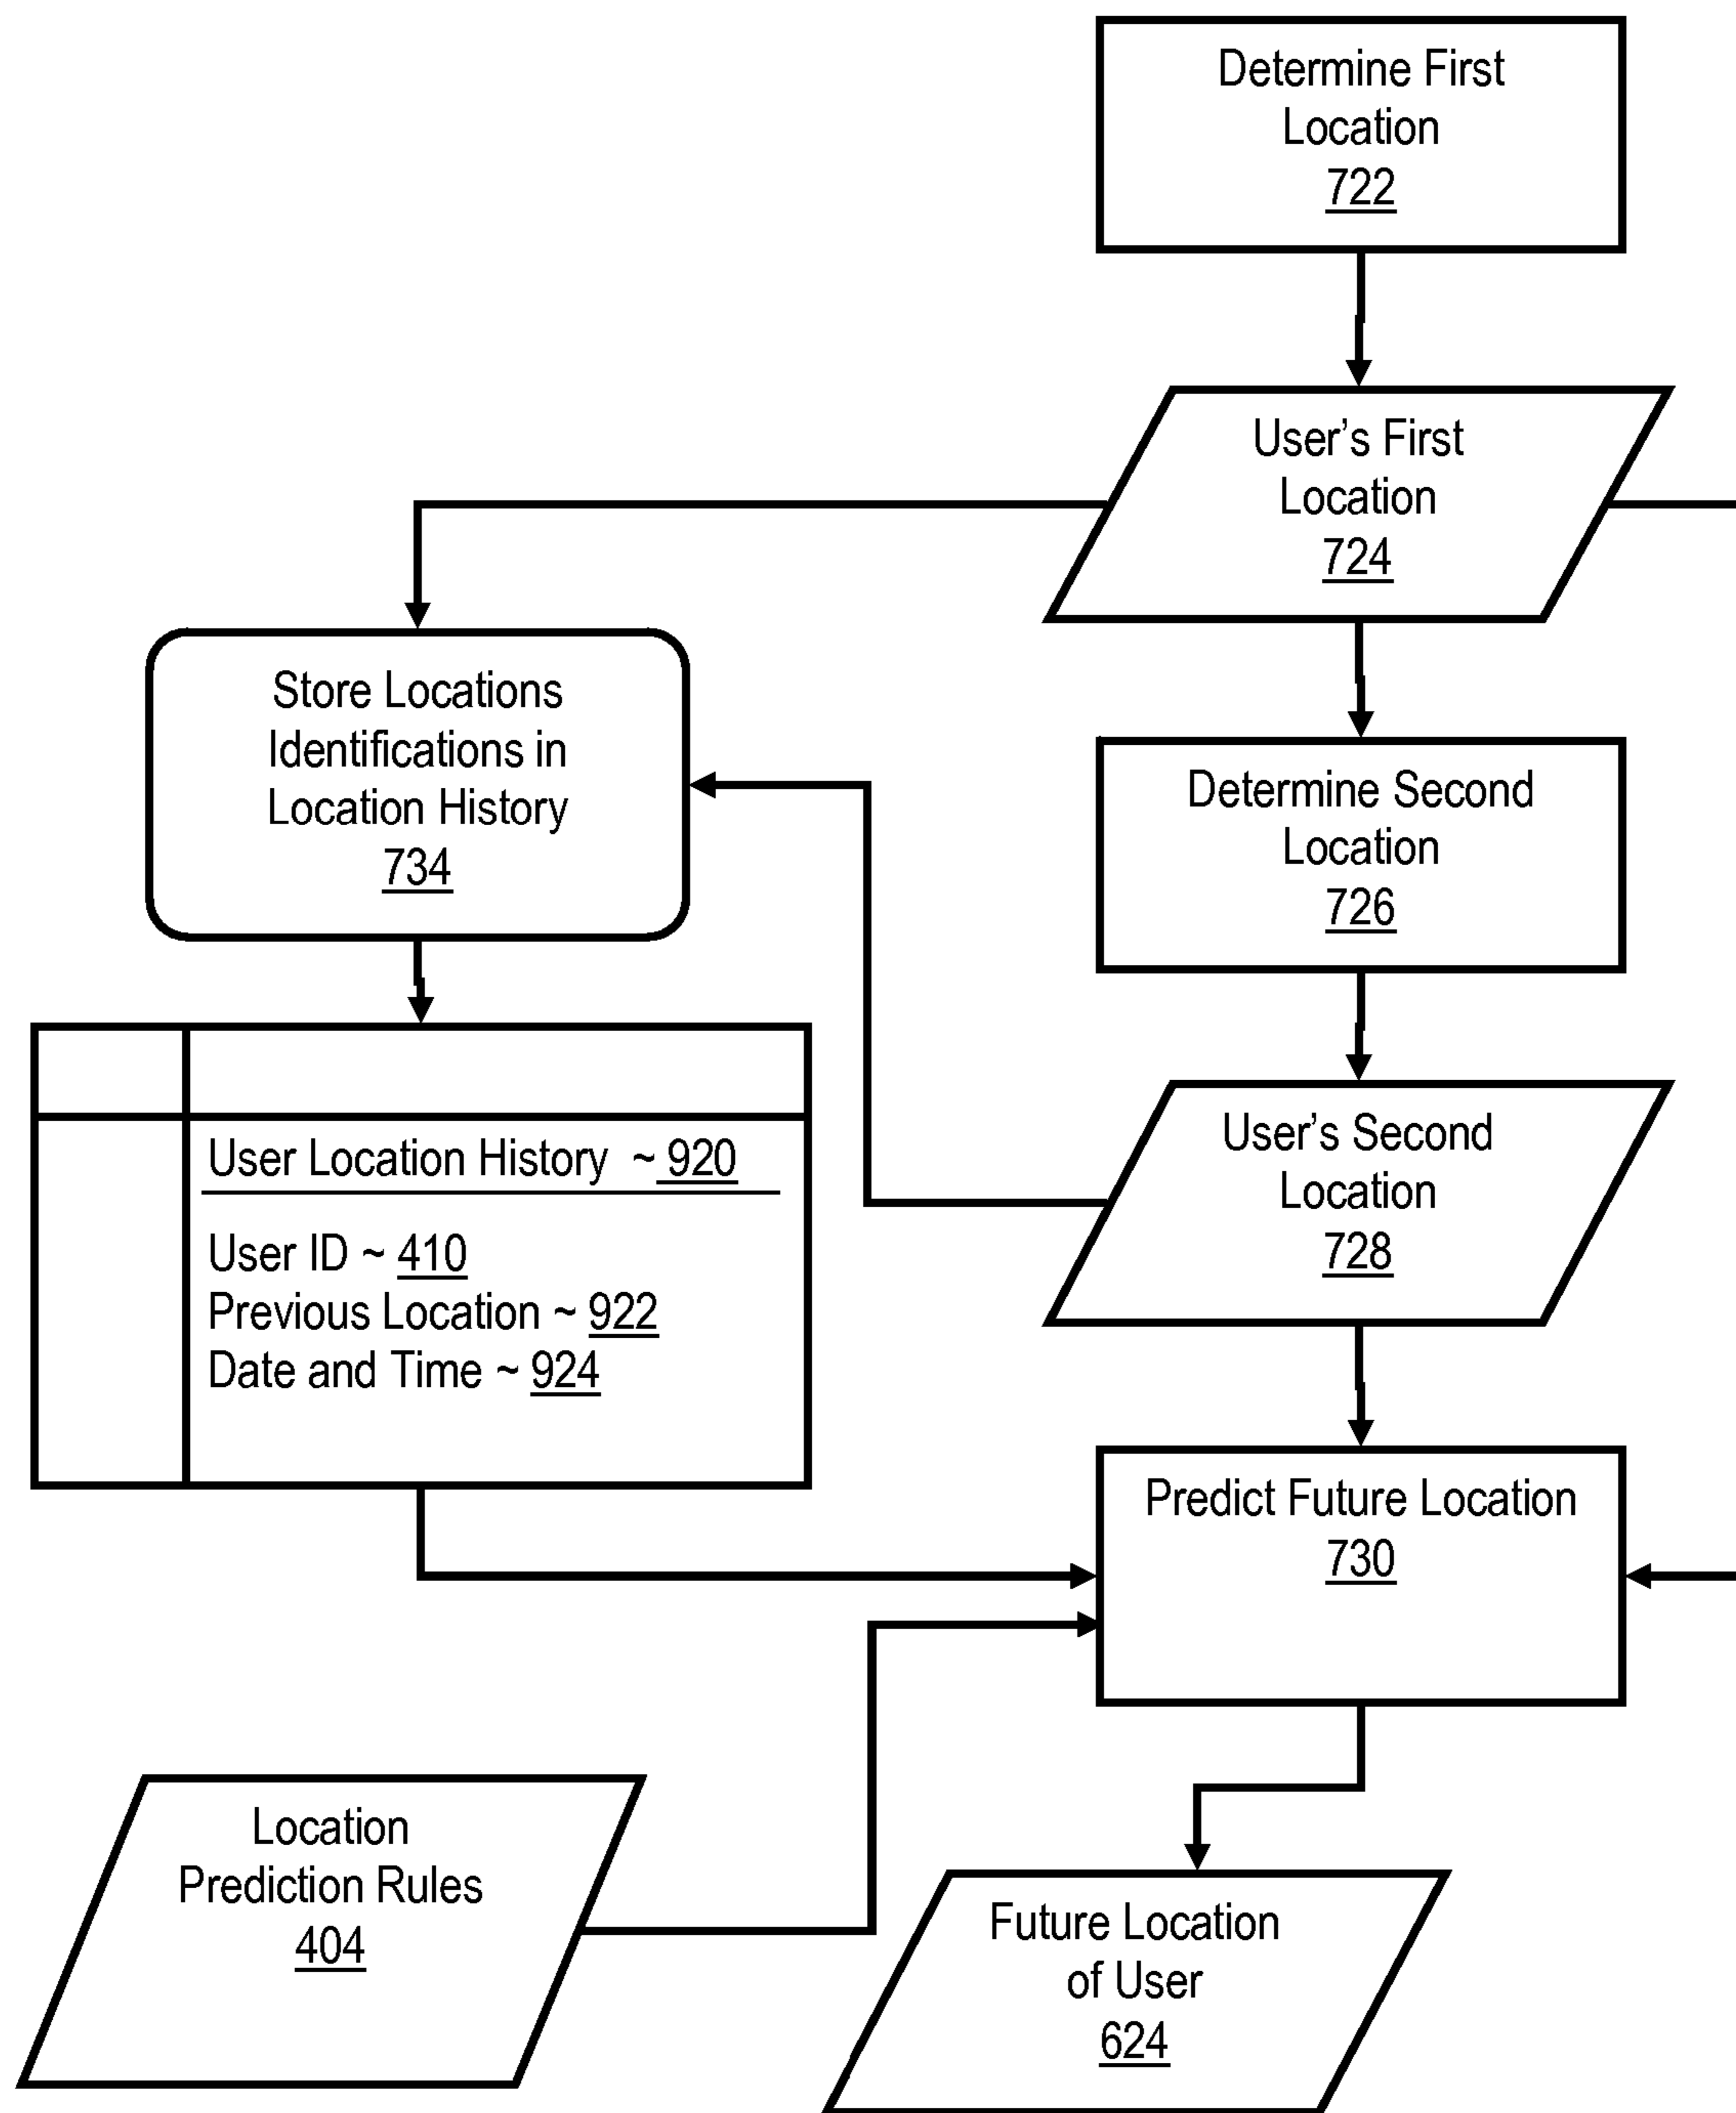 Determine First
Location
722
User's First
Location
724
Store Locations
Identifications in
Location History
734
Determine Second
Location
726
User Location History ~ 920
User ID ~ 410
Previous Location ~ 922
Date and Time ~ 924
User's Second
Location
728
Predict Future Location
730
Location
Prediction Rules
404
Future Location
of User
624